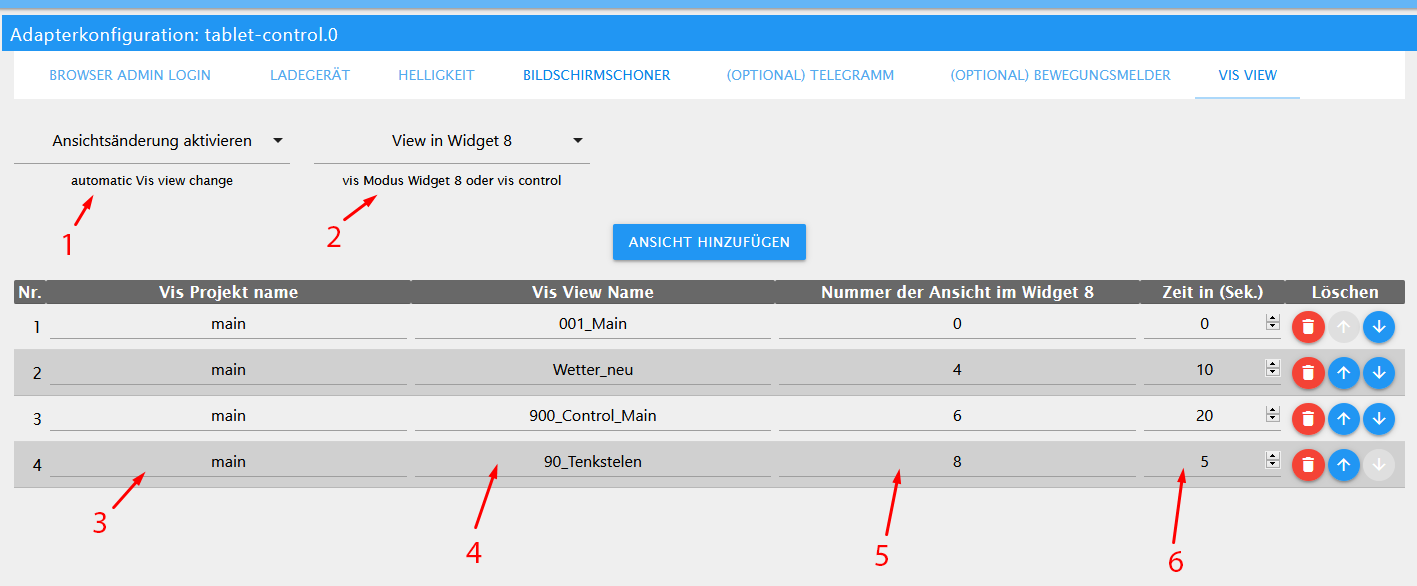 Adapterkonfiguration: tablet-control.0
BROWSER ADMIN LOGIN LADEGERÄT HELLIGKEIT BILDSCHIRMSCHONER (OPTIONAL) TELEGRAMM (OPTIONAL) BEWEGUNGSMELDER VIS VIEW
Ansichtsänderung aktivieren View in Widget 8
automatic Vis view change vis Modus Widget 8 oder vis control
1 2
ANSICHT HINZUFÜGEN
Nr. Vis Projekt name Vis View Name Nummer der Ansicht im Widget 8 Zeit in (Sek.) Löschen
1 main 001_Main 0 0
2 main Wetter_neu 4 10
3 main 900_Control_Main 6 20
4 main 90_Tenkstelen 8 5
3 4 5 6